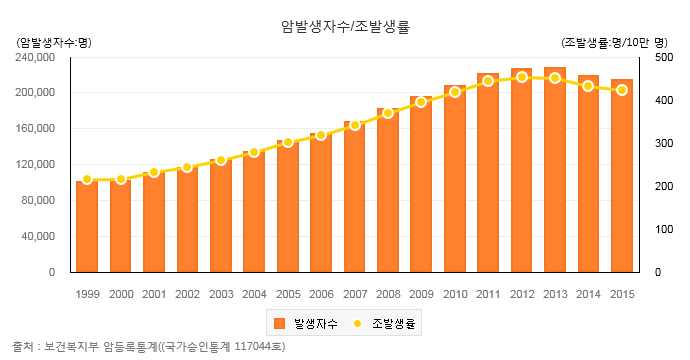 암발생자수/조발생률
(암발생자수:명) (조발생률:명/10만 명)
240,000 500
200,000 400
160,000 300
120,000 200
80,000 100
40,000
0 0
1999 2000 2001 2002 2003 2004 2005 2006 2007 2008 2009 2010 2011 2012 2013 2014 2015
발생자수 조발생률
출처 : 보건복지부 암등록통계((국가승인통계 117044호)